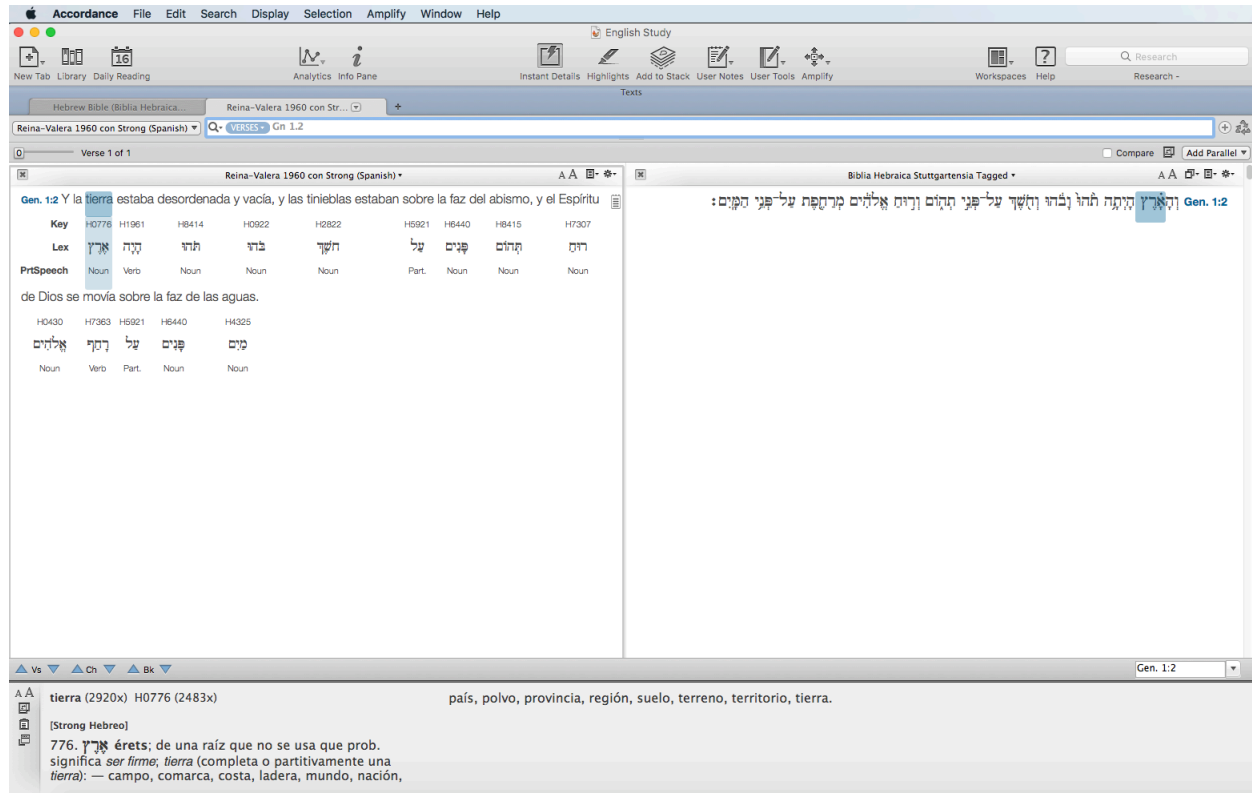 Accordance File Edit Search Display Selection Amplify Window Help
English Study
16
New Tab Library Daily Reading Analytics Info Pane Instant Details Highlights Add to Stack User Notes User Tools Amplify Workspaces Help
Research
Research
Texts
Hebrew Bible (Biblia Hebraica... Reina-Valera 1960 con Str... +
Reina-Valera 1960 con Strong (Spanish) VERSES Gn 1.2
0 Verse 1 of 1 Compare Add Parallel
Reina-Valera 1960 con Strong (Spanish) A A
Gen. 1:2 Y la tierra estaba desordenada y vacía, y las tinieblas estaban sobre la faz del abismo, y el Espíritu
Key H0776 H1961 H8414 H0922 H2822 H5921 H6440 H8415 H7307
Lex אֶרֶץ הָיָה תֹּהוּ בֹּהוּ חֹשֶׁךְ עַל פָּנִים תְּהוֹם רוּחַ
PrtSpeech Noun Verb Noun Noun Noun Part. Noun Noun Noun
de Dios se movía sobre la faz de las aguas.
H0430 H7363 H5921 H6440 H4325
אֱלֹהִים רָחַף עַל פָּנִים מַיִם
Noun Verb Part. Noun Noun
Biblia Hebraica Stuttgartensia Tagged A A
Gen. 1:2 וְהָאָ֗רֶץ הָיְתָ֥ה תֹ֙הוּ֙ וָבֹ֔הוּ וְחֹ֖שֶׁךְ עַל־פְּנֵ֣י תְה֑וֹם וְר֣וּחַ אֱלֹהִ֔ים מְרַחֶ֖פֶת עַל־פְּנֵ֥י הַמָּֽיִם׃
Vs Ch Bk Gen. 1:2
A A
tierra (2920x) H0776 (2483x)
[Strong Hebreo]
776. אֶרֶץ érets; de una raíz que no se usa que prob.
significa ser firme; tierra (completa o partitivamente una
tierra): — campo, comarca, costa, ladera, mundo, nación,
país, polvo, provincia, región, suelo, terreno, territorio, tierra.